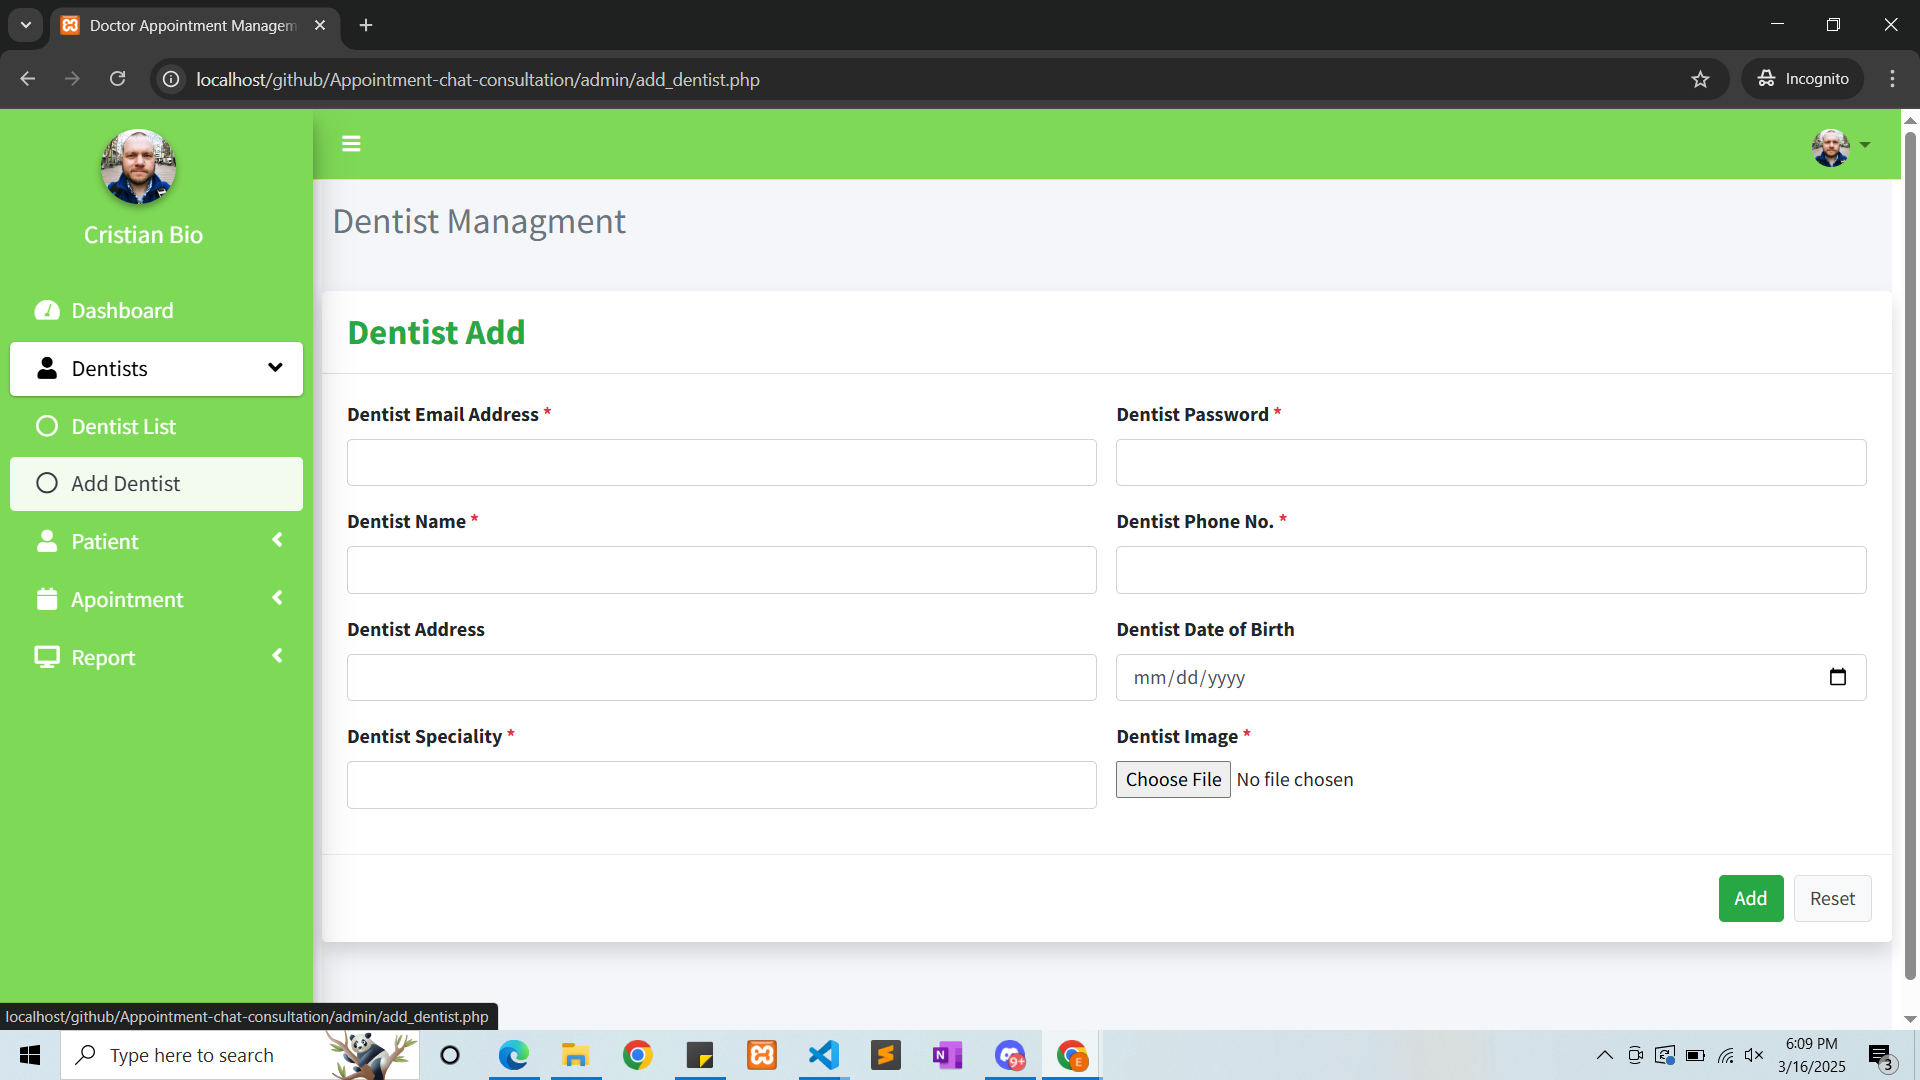 Doctor Appointment Managem
localhost/github/Appointment-chat-consultation/admin/add_dentist.php
Incognito
Cristian Bio
Dashboard
Dentists
Dentist List
Add Dentist
Patient
Apointment
Report
Dentist Managment
Dentist Add
Dentist Email Address *
Dentist Password *
Dentist Name *
Dentist Phone No. *
Dentist Address
Dentist Date of Birth
mm/dd/yyyy
Dentist Speciality *
Dentist Image *
Choose File No file chosen
Add
Reset
localhost/github/Appointment-chat-consultation/admin/add_dentist.php
Type here to search
N
9+
E
6:09 PM
3/16/2025
3